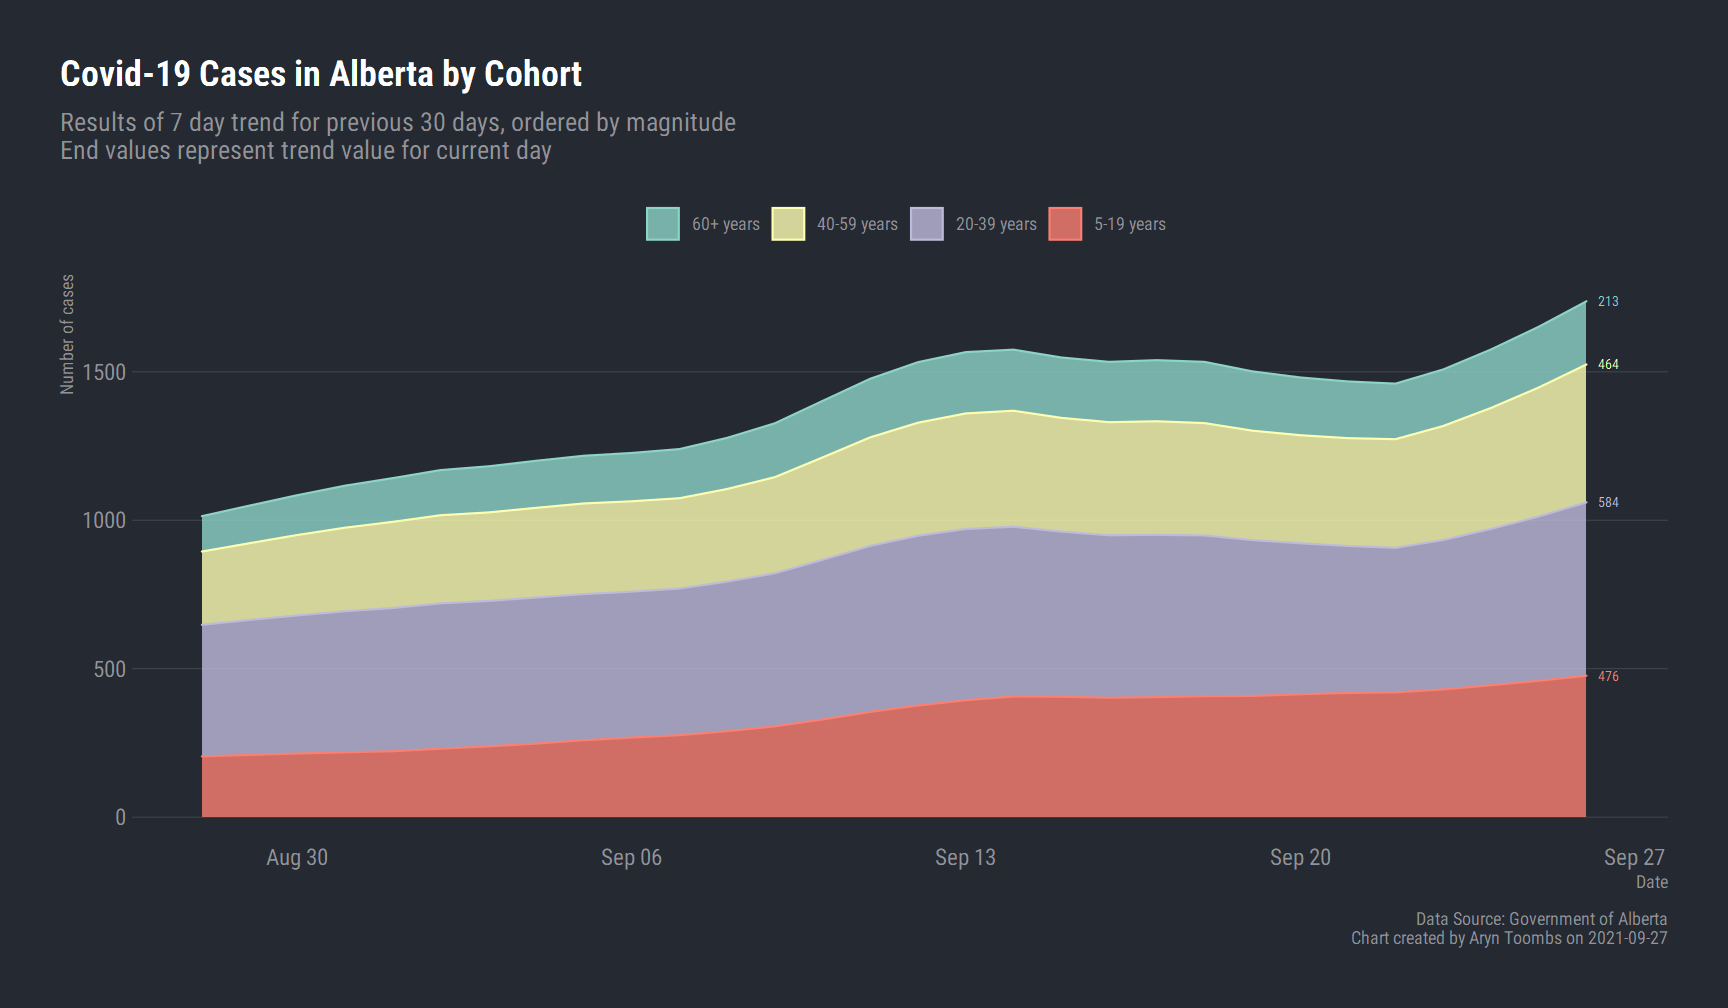 Covid-19 Cases in Alberta by Cohort
Results of 7 day trend for previous 30 days, ordered by magnitude
End values represent trend value for current day
60+ years
40-59 years
20-39 years
5-19 years
Number of cases
1500
1000
500
0
213
464
584
476
Aug 30
Sep 06
Sep 13
Sep 20
Sep 27
Date
Data Source: Government of Alberta
Chart created by Aryn Toombs on 2021-09-27